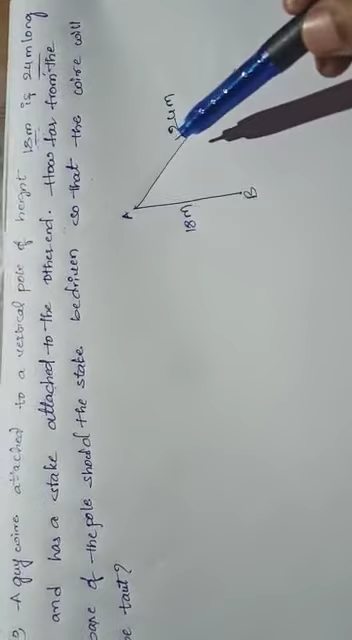 3 A guy wire attached to a vertical pole of height 18m is 24m long
and has a stake attached to the other end. How far from the
base of the pole should the stake be driven so that the wire will
be taut?
24m
A
18m
B